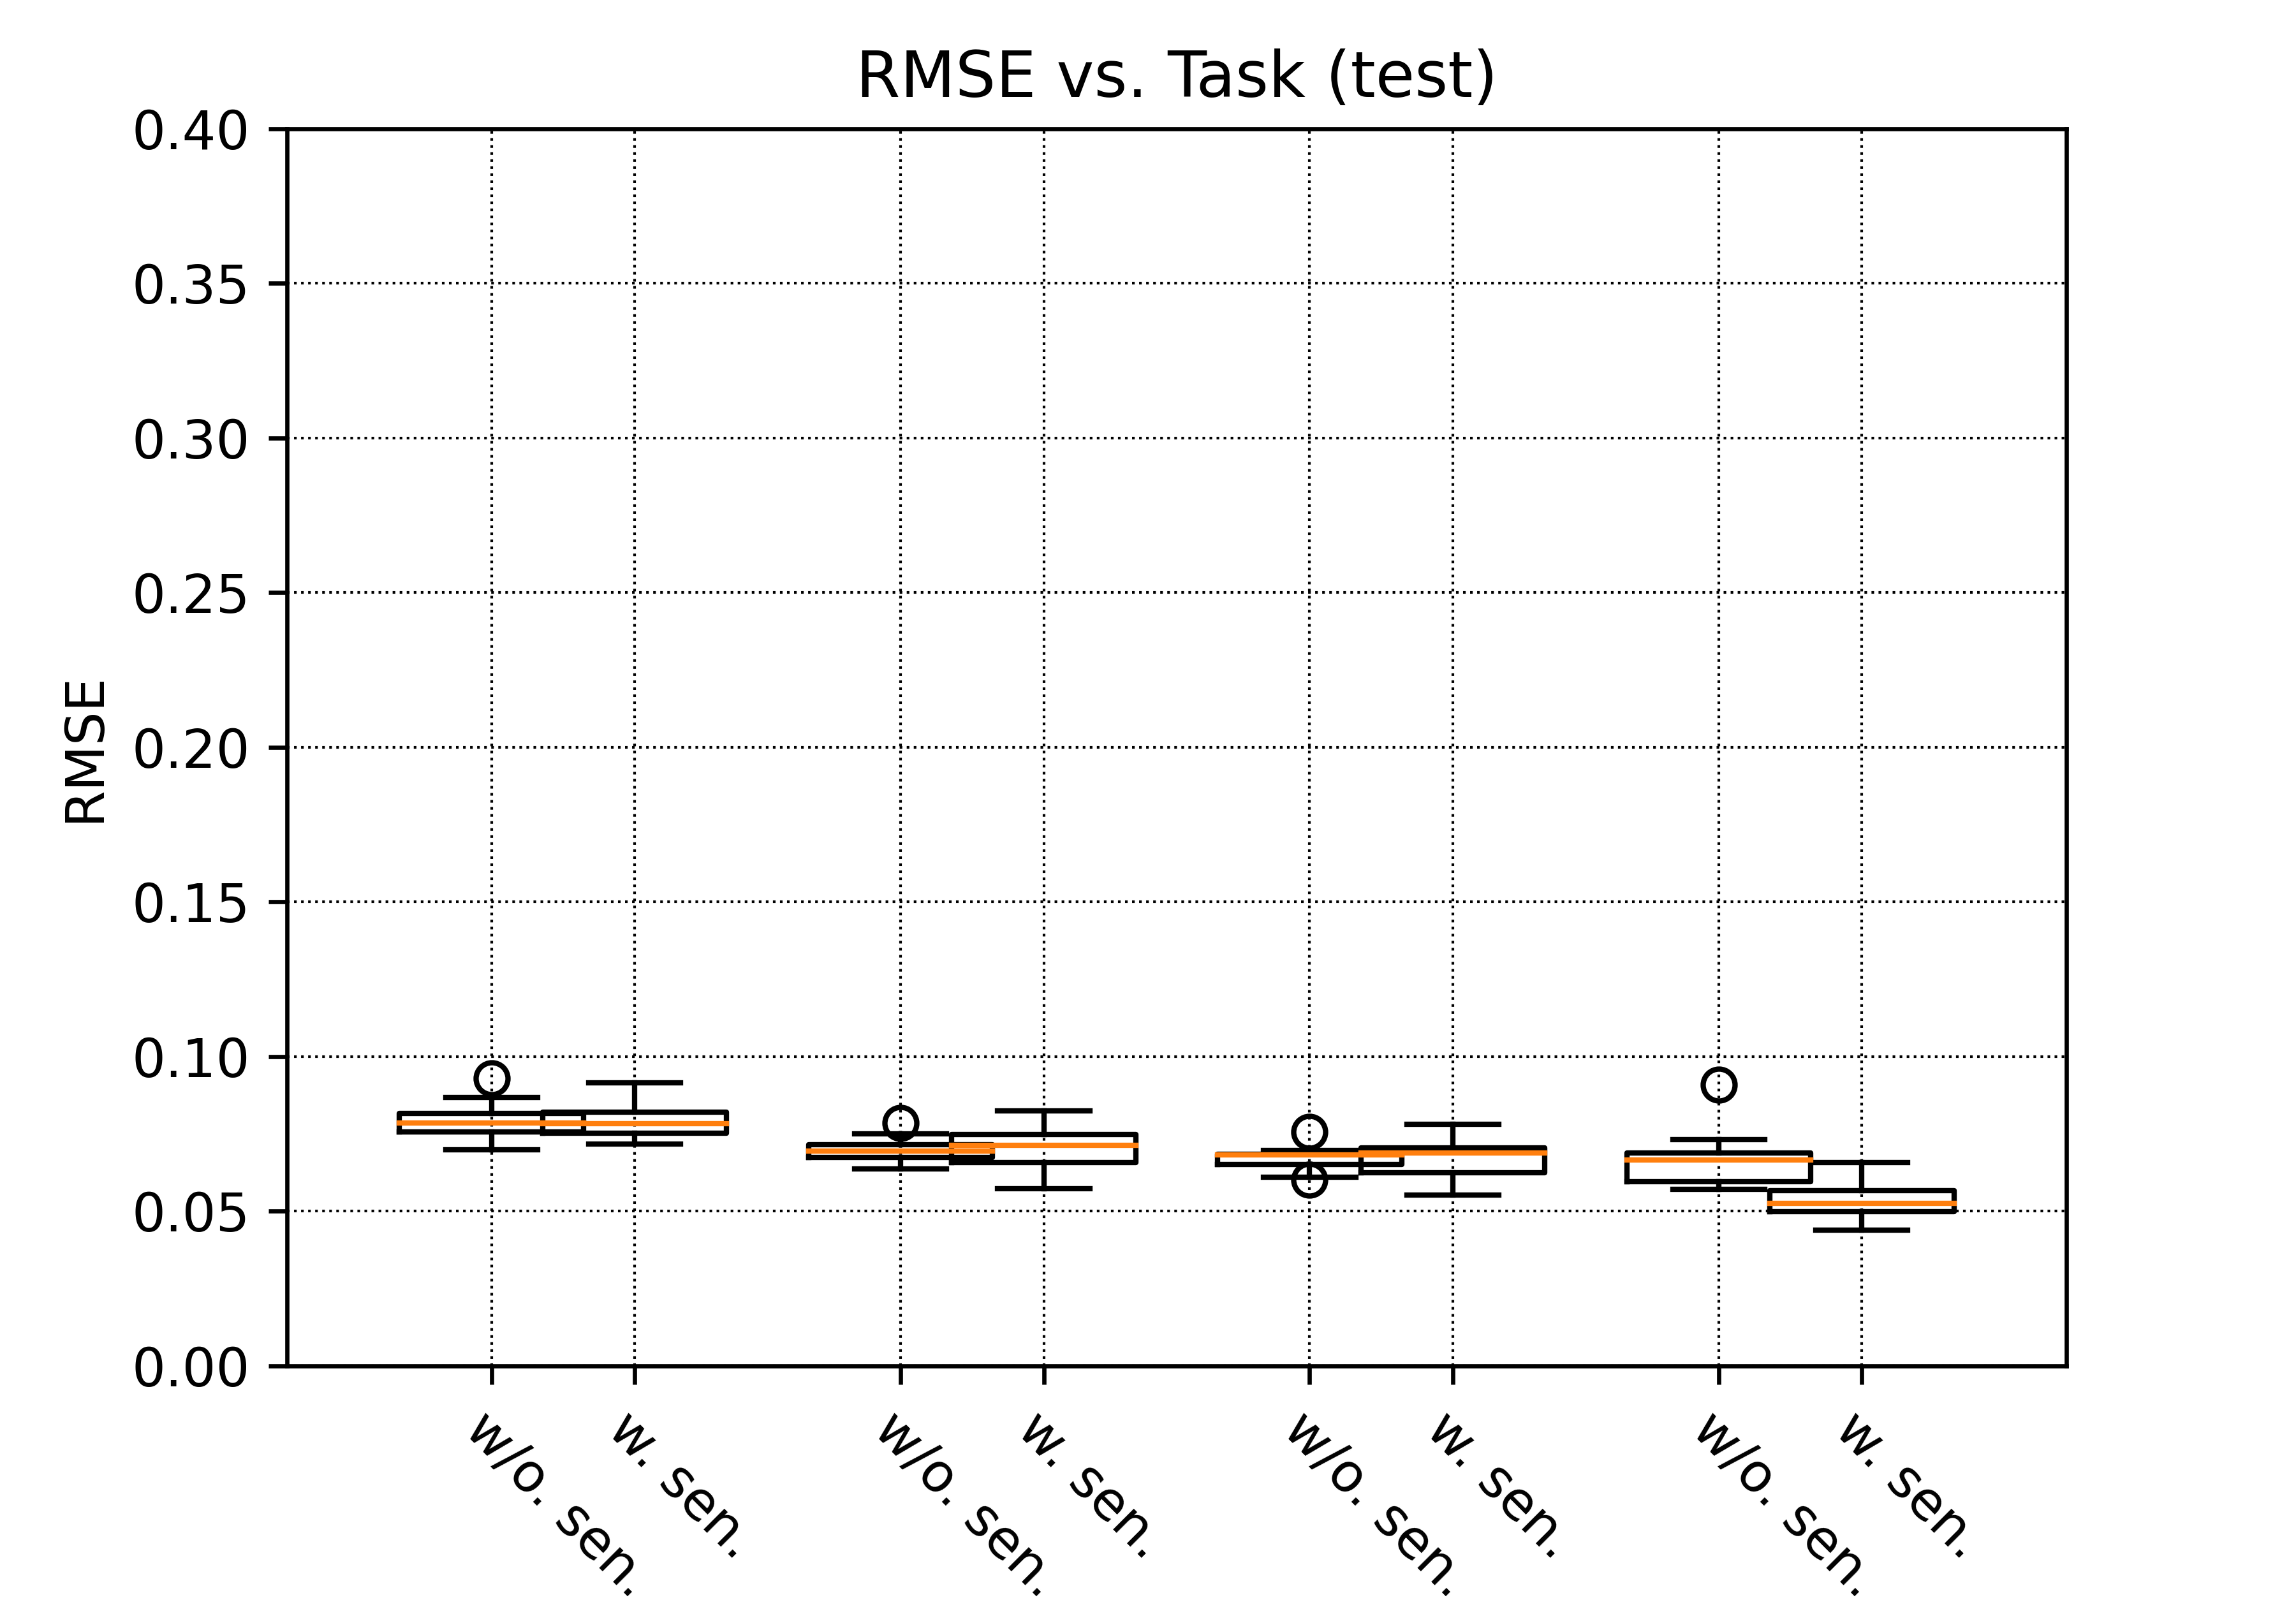 RMSE vs. Task (test)
0.40
0.35
0.30
0.25
0.20
0.15
0.10
0.05
0.00
RMSE
w/o. sen.
w. sen.
w/o. sen.
w. sen.
w/o. sen.
w. sen.
w/o. sen.
w. sen.